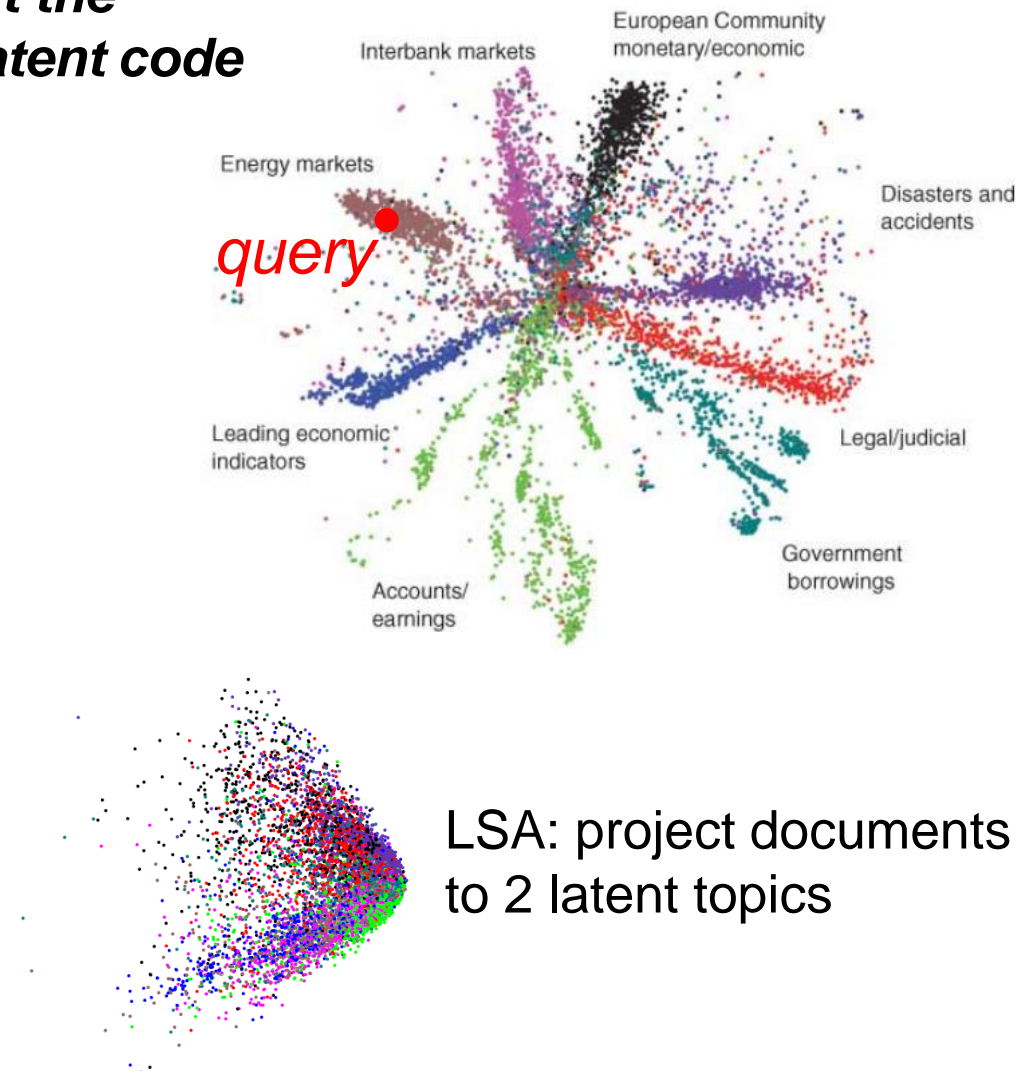 latent code
European Community
monetary/economic
Interbank markets
Energy markets
Disasters and
accidents
query
Leading economic
indicators
Legal/judicial
Government
borrowings
Accounts/
earnings
LSA: project documents
to 2 latent topics